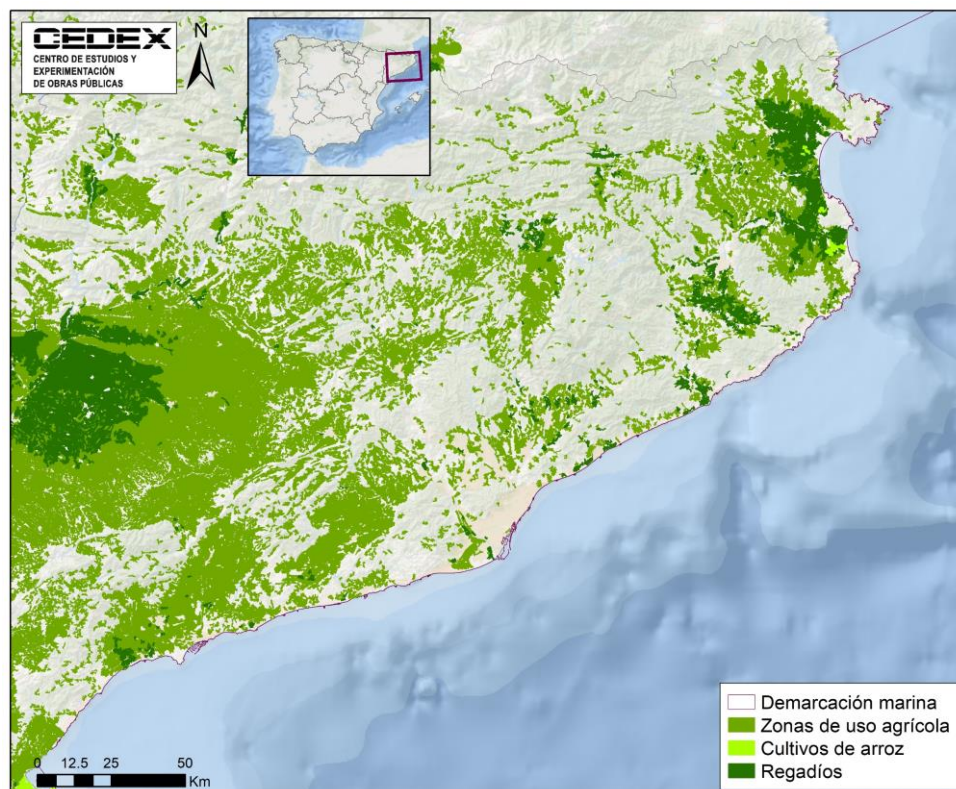 CEDEX
CENTRO DE ESTUDIOS Y
EXPERIMENTACIÓN
DE OBRAS PÚBLICAS
N
Demarcación marina
Zonas de uso agrícola
Cultivos de arroz
Regadíos
0 12.5 25 50
Km